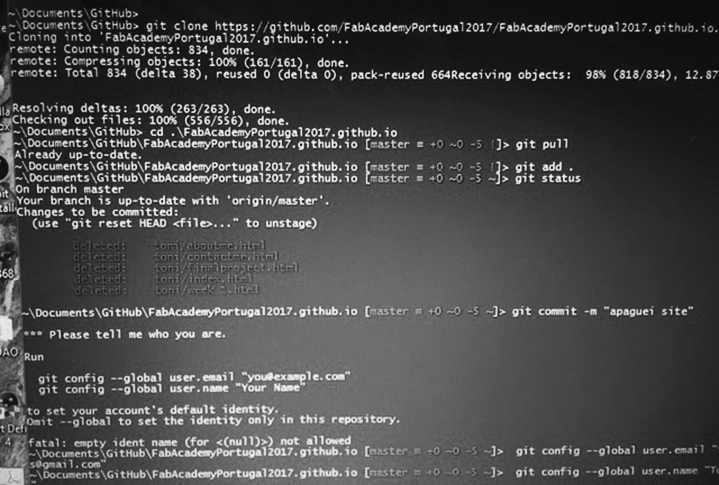 ~\Documents\GitHub>
~\Documents\GitHub> git clone https://github.com/FabAcademyPortugal2017/FabAcademyPortugal2017.github.io.
Cloning into 'FabAcademyPortugal2017.github.io'...
remote: Counting objects: 834, done.
remote: Compressing objects: 100% (161/161), done.
remote: Total 834 (delta 38), reused 0 (delta 0), pack-reused 664Receiving objects:  98% (818/834), 12.87
Resolving deltas: 100% (263/263), done.
Checking out files: 100% (556/556), done.
~\Documents\GitHub> cd .\FabAcademyPortugal2017.github.io
~\Documents\GitHub\FabAcademyPortugal2017.github.io [master ≡ +0 ~0 -5 !]> git pull
Already up-to-date.
~\Documents\GitHub\FabAcademyPortugal2017.github.io [master ≡ +0 ~0 -5 !]> git add .
~\Documents\GitHub\FabAcademyPortugal2017.github.io [master ≡ +0 ~0 -5 ~]> git status
On branch master
Your branch is up-to-date with 'origin/master'.
Changes to be committed:
(use "git reset HEAD <file>..." to unstage)
deleted: toni/aboutme.html
deleted: toni/contactme.html
deleted: toni/finalproject.html
deleted: toni/index.html
deleted:
~\Documents\GitHub\FabAcademyPortugal2017.github.io [master ≡ +0 ~0 -5 ~]> git commit -m "apaguei site"
*** Please tell me who you are.
Run
git config --global user.email "you@example.com"
git config --global user.name "Your Name"
to set your account's default identity.
Omit --global to set the identity only in this repository.
fatal: empty ident name (for <(null)>) not allowed
~\Documents\GitHub\FabAcademyPortugal2017.github.io [master ≡ +0 ~0 -5 ~]> git config --global user.email "
s@gmail.com"
~\Documents\GitHub\FabAcademyPortugal2017.github.io [master ≡ +0 ~0 -5 ~]> git config --global user.name "To